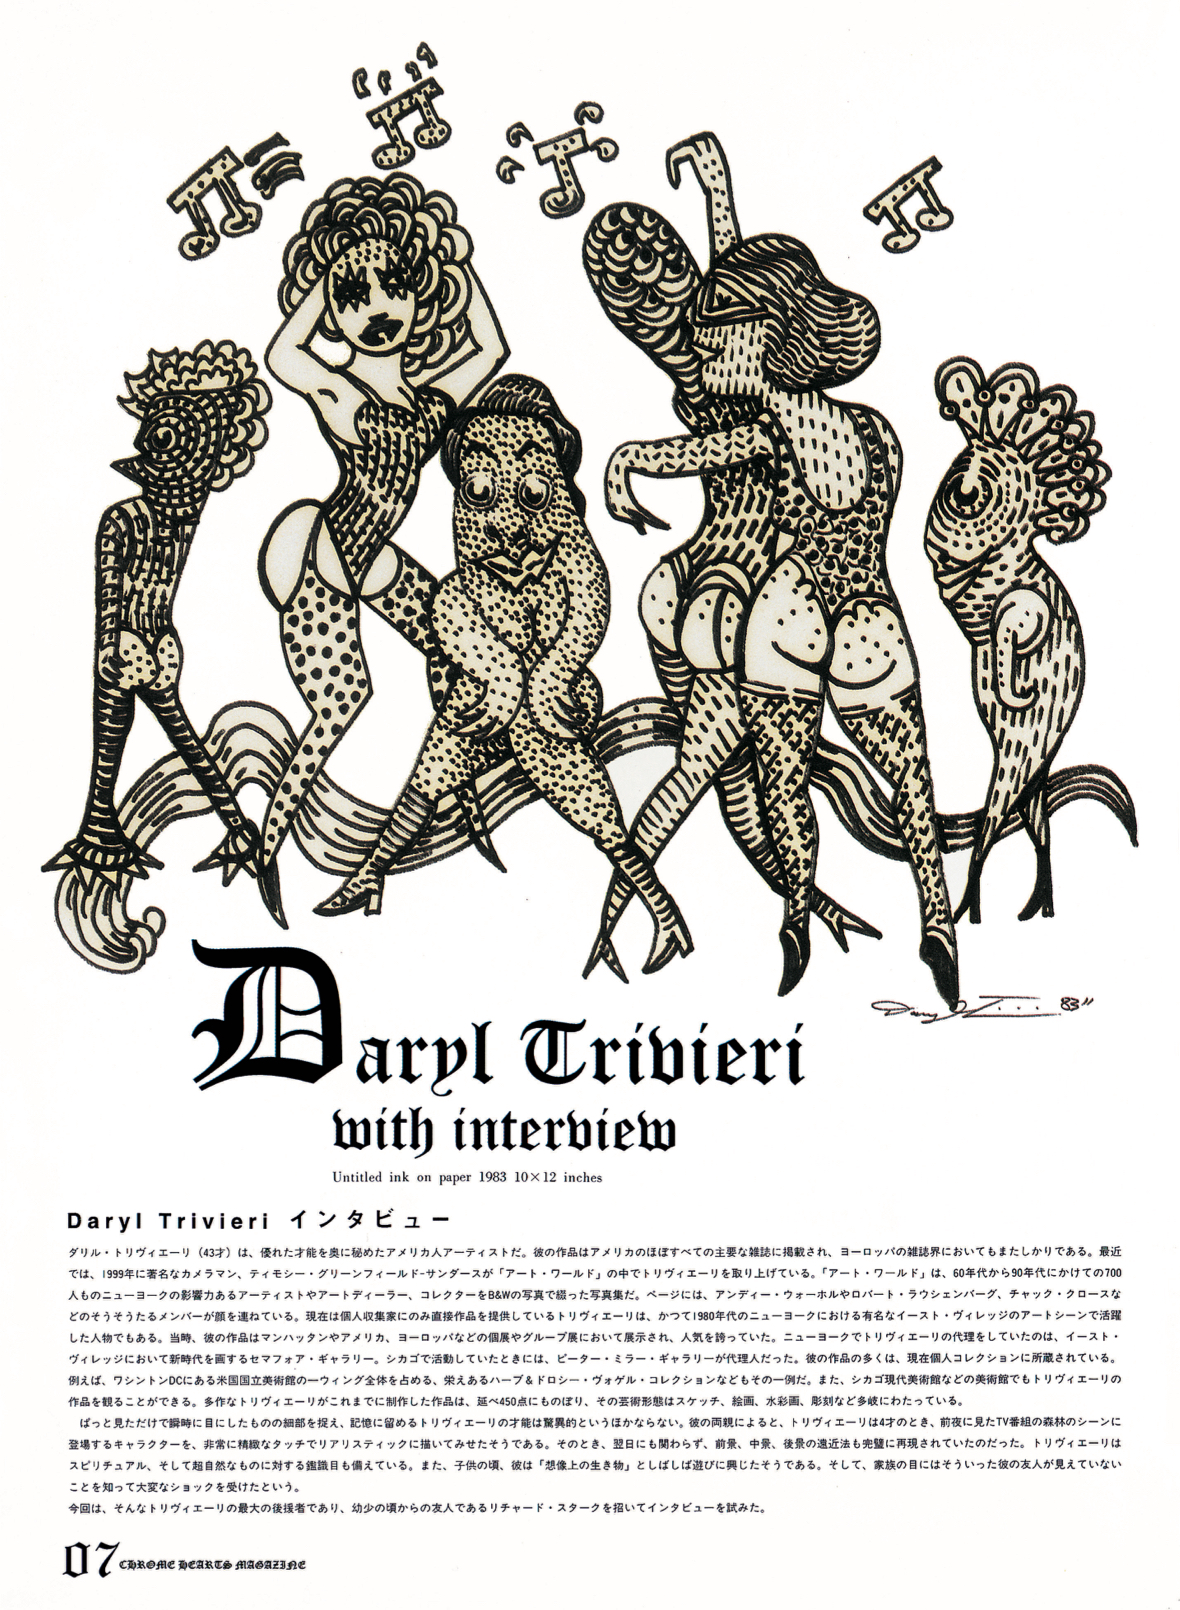 Daryl Trivieri
with interview
Untitled ink on paper 1983 10×12 inches
Daryl Trivieri インタビュー
ダリル・トリヴィエーリ（43才）は、優れた才能を奥に秘めたアメリカ人アーティストだ。彼の作品はアメリカのほぼすべての主要な雑誌に掲載され、ヨーロッパの雑誌界においてもまたしかりである。最近
では、1999年に著名なカメラマン、ティモシー・グリーンフィールド-サンダースが「アート・ワールド」の中でトリヴィエーリを取り上げている。「アート・ワールド」は、60年代から90年代にかけての700
人ものニューヨークの影響力あるアーティストやアートディーラー、コレクターをB&Wの写真で綴った写真集だ。ページには、アンディー・ウォーホルやロバート・ラウシェンバーグ、チャック・クロースな
どのそうそうたるメンバーが顔を連ねている。現在は個人収集家にのみ直接作品を提供しているトリヴィエーリは、かつて1980年代のニューヨークにおける有名なイースト・ヴィレッジのアートシーンで活躍
した人物でもある。当時、彼の作品はマンハッタンやアメリカ、ヨーロッパなどの個展やグループ展において展示され、人気を誇っていた。ニューヨークでトリヴィエーリの代理をしていたのは、イースト・
ヴィレッジにおいて新時代を画するセマフォア・ギャラリー。シカゴで活動していたときには、ピーター・ミラー・ギャラリーが代理人だった。彼の作品の多くは、現在個人コレクションに所蔵されている。
例えば、ワシントンDCにある米国国立美術館の一ウィング全体を占める、栄えあるハーブ&ドロシー・ヴォゲル・コレクションなどもその一例だ。また、シカゴ現代美術館などの美術館でもトリヴィエーリの
作品を観ることができる。多作なトリヴィエーリがこれまでに制作した作品は、延べ450点にものぼり、その芸術形態はスケッチ、絵画、水彩画、彫刻など多岐にわたっている。
ぱっと見ただけで瞬時に目にしたものの細部を捉え、記憶に留めるトリヴィエーリの才能は驚異的というほかならない。彼の両親によると、トリヴィエーリは4才のとき、前夜に見たTV番組の森林のシーンに
登場するキャラクターを、非常に精緻なタッチでリアリスティックに描いてみせたそうである。そのとき、翌日にも関わらず、前景、中景、後景の遠近法も完璧に再現されていたのだった。トリヴィエーリは
スピリチュアル、そして超自然なものに対する鑑識目も備えている。また、子供の頃、彼は「想像上の生き物」としばしば遊びに興じたそうである。そして、家族の目にはそういった彼の友人が見えていない
ことを知って大変なショックを受けたという。
今回は、そんなトリヴィエーリの最大の後援者であり、幼少の頃からの友人であるリチャード・スタークを招いてインタビューを試みた。
07 CHROME HEARTS MAGAZINE